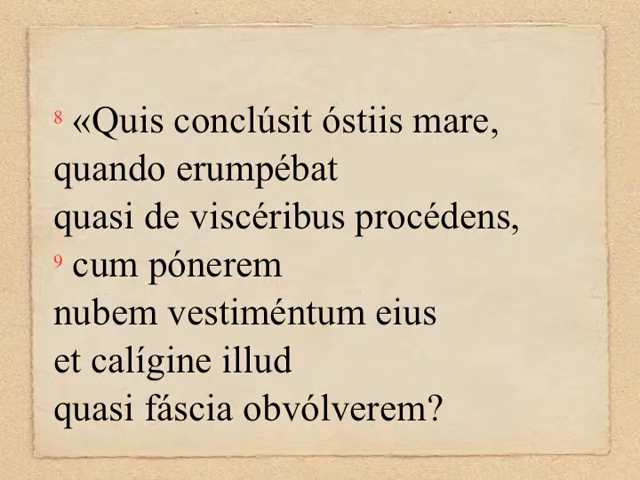 8 «Quis conclúsit óstiis mare,
quando erumpébat
quasi de viscéribus procédens,
9 cum pónerem
nubem vestiméntum eius
et calígine illud
quasi fáscia obvólverem?